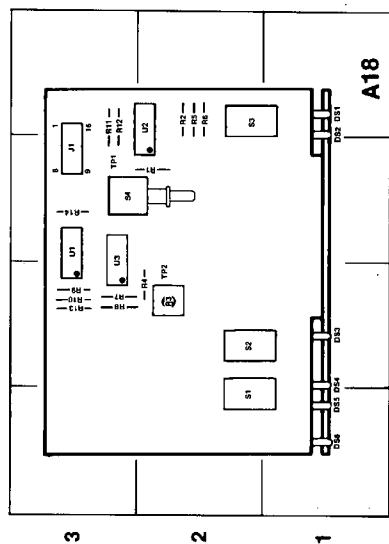 A18
J1
1
16
8
9
R11
R12
TP1
U2
R2
R5
R6
S3
DS1
DS2
R1
S4
R14
U1
U3
R9
R10
R13
R7
R8
R4
TP2
R3
S2
S1
DS3
DS4
DS5
DS6
3
2
1